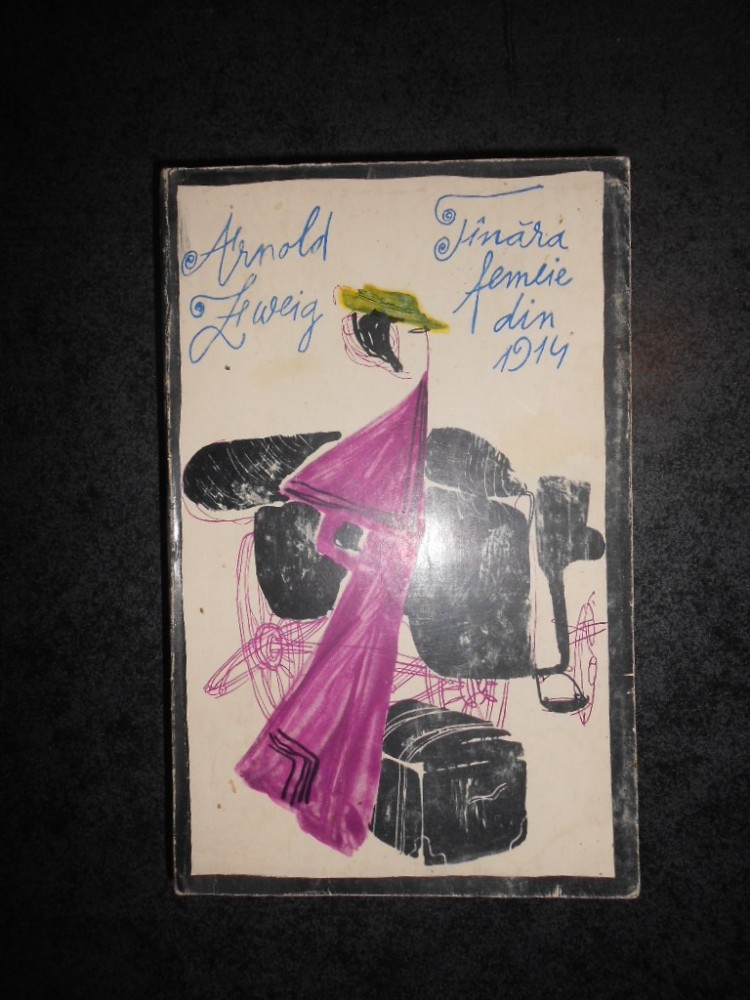 Arnold
Zweig
Tînăra
femeie
din
1914